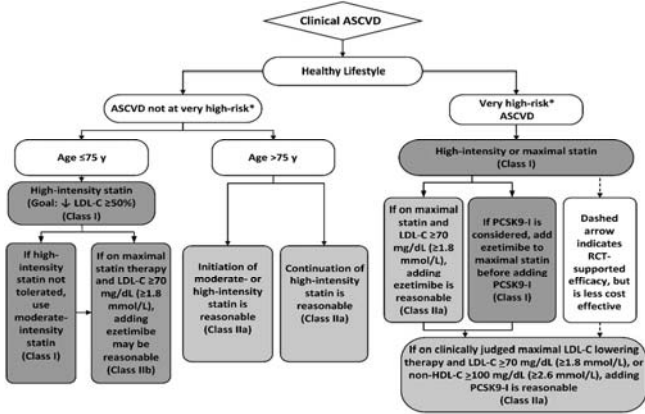 Clinical ASCVD
Healthy Lifestyle
ASCVD not at very high-risk*
Very high-risk*
ASCVD
Age ≤75 y
Age >75 y
High-intensity or maximal statin
(Class I)
High-intensity statin
(Goal: ↓ LDL-C ≥50%)
(Class I)
If high-
intensity
statin not
tolerated,
use
moderate-
intensity
statin
(Class I)
If on maximal
statin therapy
and LDL-C ≥70
mg/dL (≥1.8
mmol/L),
adding
ezetimibe
may be
reasonable
(Class IIb)
Initiation of
moderate- or
high-intensity
statin is
reasonable
(Class IIa)
Continuation of
high-intensity
statin is
reasonable
(Class IIa)
If on
maximal
statin and
LDL-C ≥70
mg/dL (≥1.8
mmol/L),
adding
ezetimibe is
reasonable
(Class IIa)
If PCSK9-I is
considered, add
ezetimibe to
maximal statin
before adding
PCSK9-I
(Class I)
Dashed
arrow
indicates
RCT-
supported
efficacy, but
is less cost
effective
If on clinically judged maximal LDL-C lowering
therapy and LDL-C ≥70 mg/dL (≥1.8 mmol/L), or
non-HDL-C ≥100 mg/dL (≥2.6 mmol/L), adding
PCSK9-I is reasonable
(Class IIa)